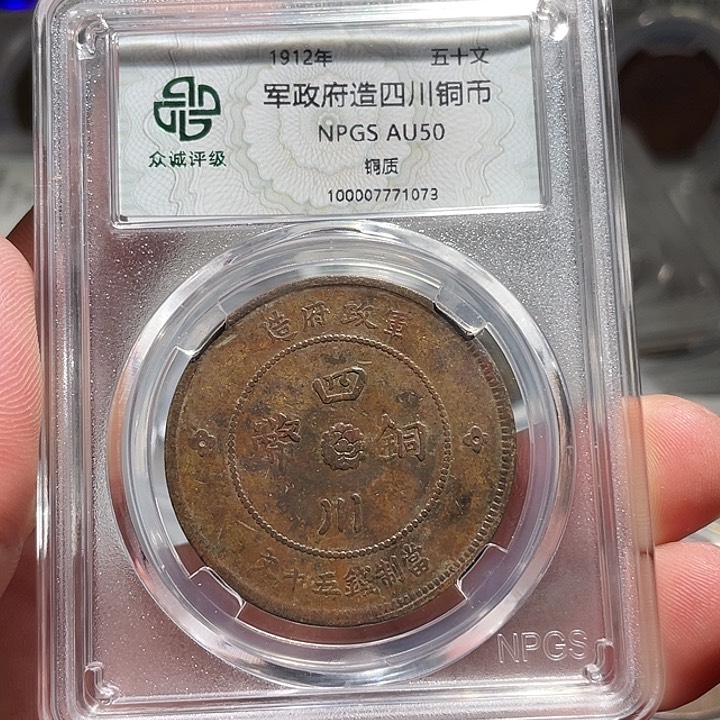 1912年 五十文
军政府造四川铜币
NPGS AU50
铜质
100007771073
众诚评级
軍政府造
四川
銅幣
當制錢五十文
NPGS